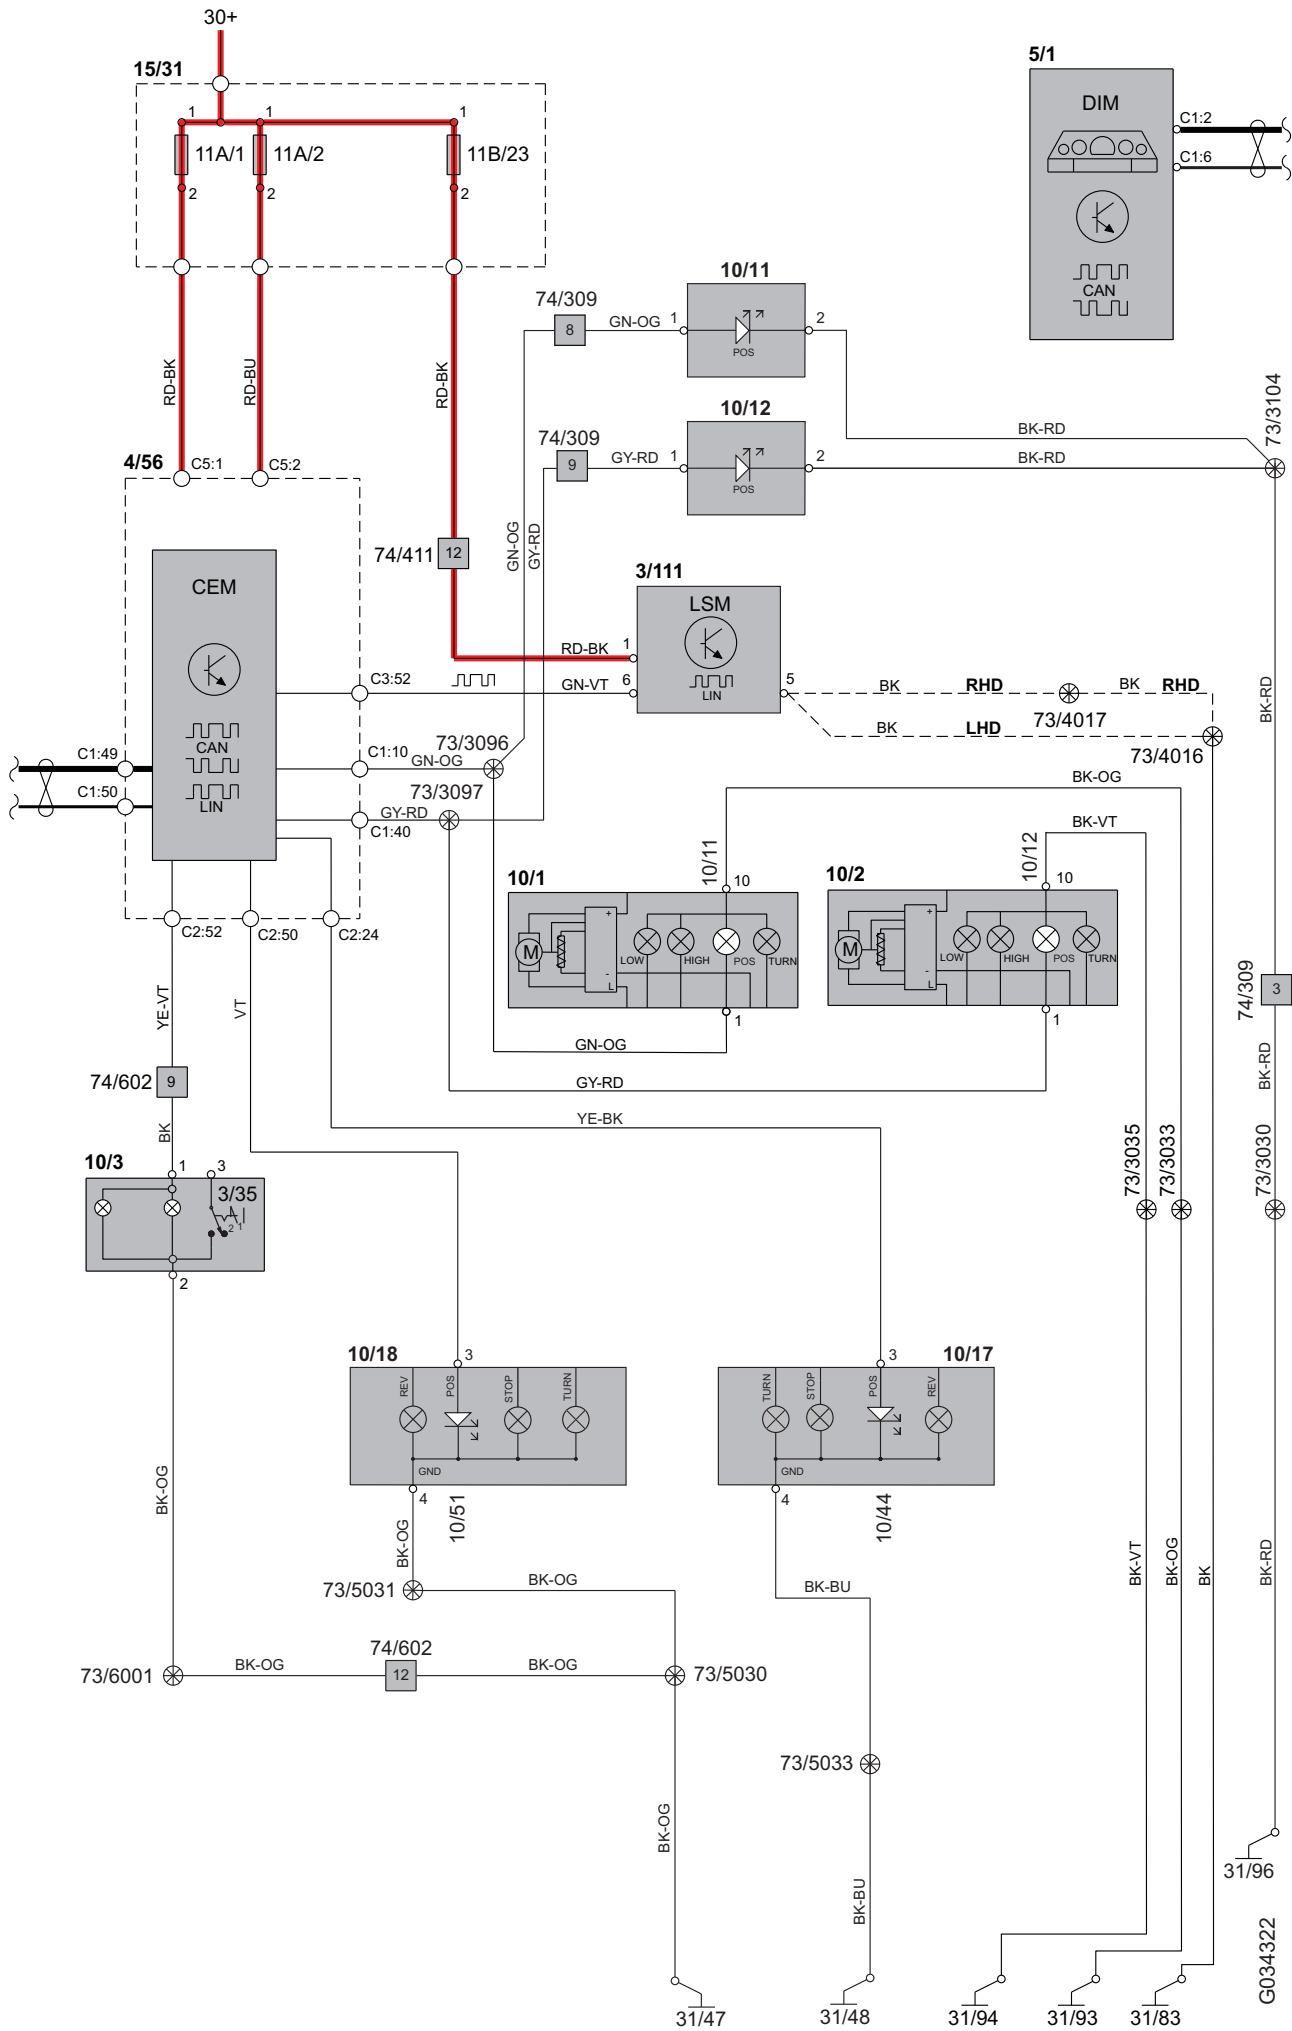 30+
15/31
5/1
DIM
C1:2
C1:6
CAN
1 1 1
11A/1 11A/2 11B/23
2 2 2
10/11
74/309
8 GN-OG 1 2
POS
10/12
74/309
9 GY-RD 1 2
POS
BK-RD
BK-RD
73/3104
RD-BK RD-BU RD-BK
4/56 C5:1 C5:2
GN-OG GY-RD
74/411 12
3/111
LSM
LIN
RD-BK 1
C3:52 GN-VT 6 5
BK RHD BK RHD
73/4017
BK LHD
73/4016
BK-RD
CEM
CAN
LIN
C1:49
C1:50
C1:10 GN-OG 73/3096
GY-RD 73/3097
C1:40
BK-OG
BK-VT
10/1 10/11 10
M + - L LOW HIGH POS TURN
1
10/2 10/12 10
M + - L LOW HIGH POS TURN
1
C2:52 C2:50 C2:24
YE-VT VT
GN-OG
GY-RD
YE-BK
74/309 3
BK-RD
74/602 9
BK
10/3 1 3
3/35
2 1
2
73/3035 73/3033 73/3030
10/18 3
REV POS STOP TURN
GND
4 10/51
3 10/17
TURN STOP POS REV
GND
4 10/44
BK-OG
BK-OG
73/5031 BK-OG
BK-BU
BK-VT BK-OG BK BK-RD
74/602
73/6001 BK-OG 12 BK-OG 73/5030
73/5033
BK-OG
BK-BU
31/96
G034322
31/47 31/48 31/94 31/93 31/83